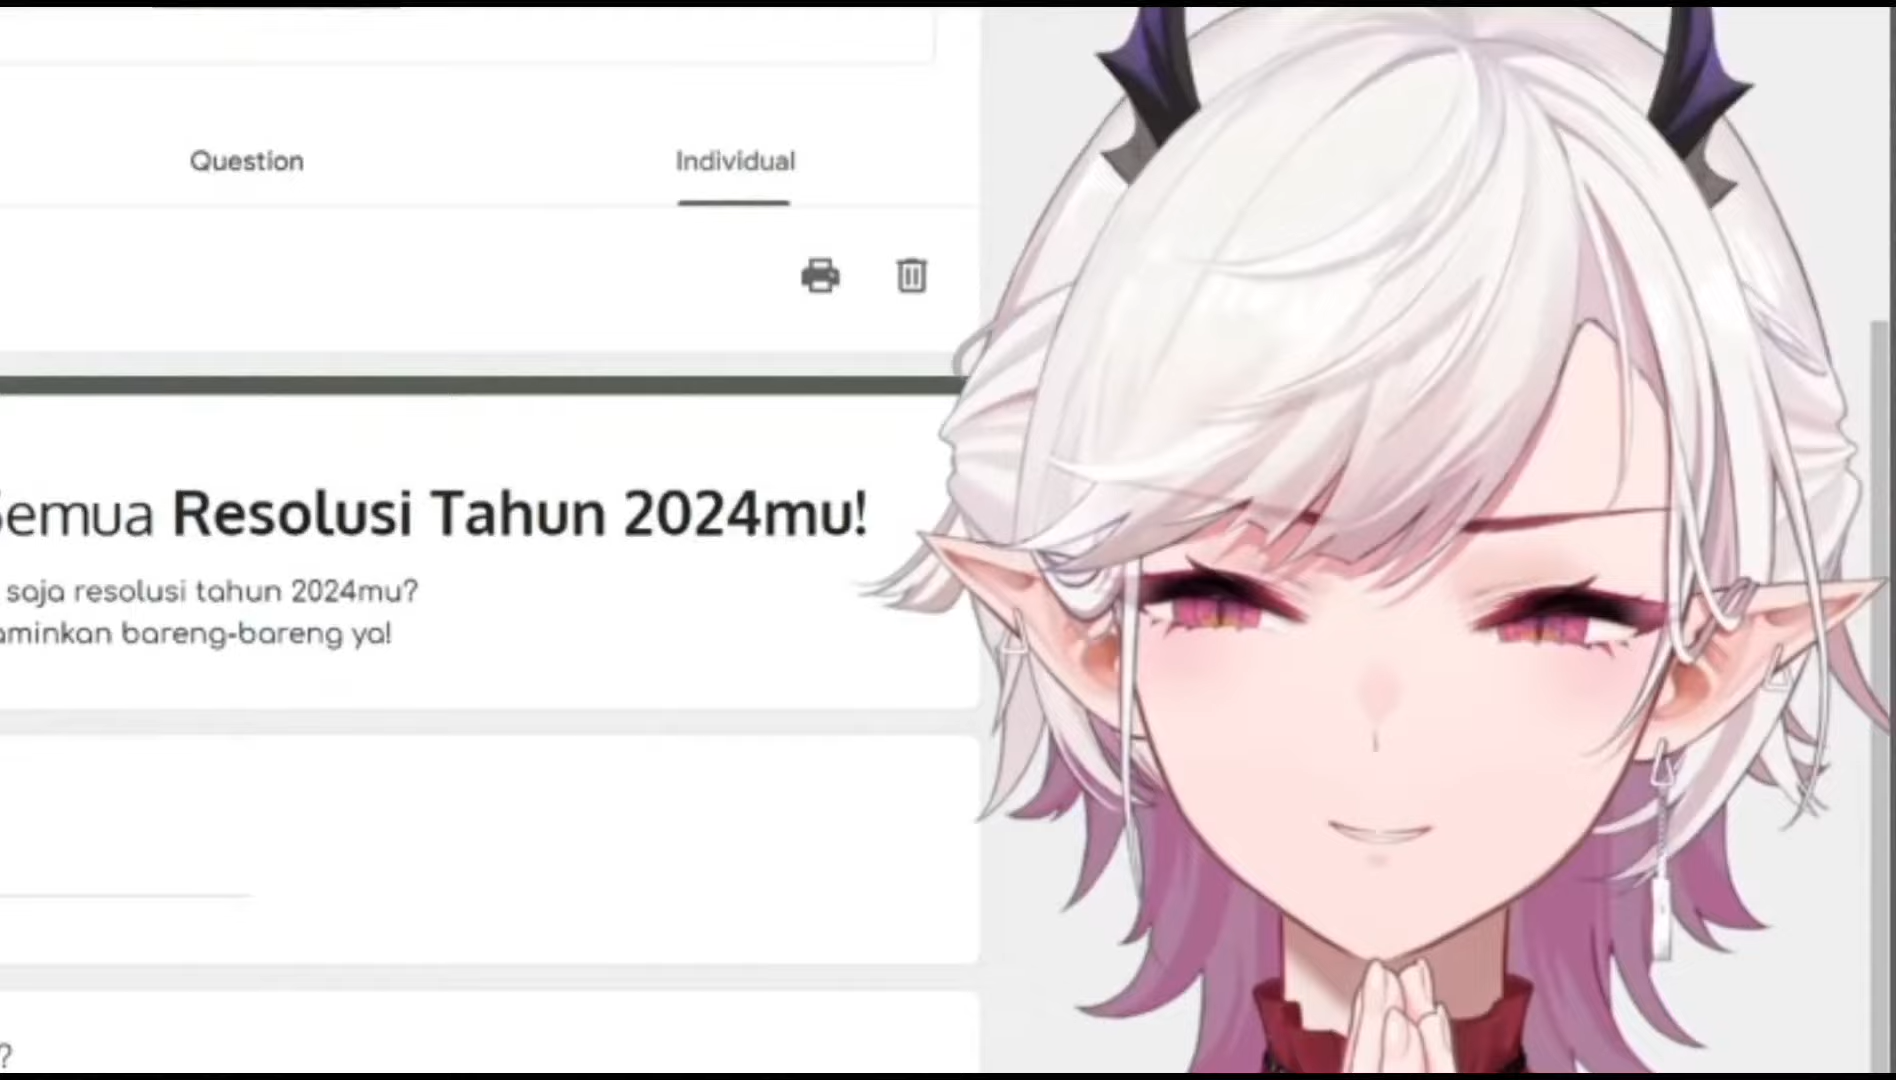 Question
Individual
Semua Resolusi Tahun 2024mu!
saja resolusi tahun 2024mu?
aminkan bareng-bareng ya!
?